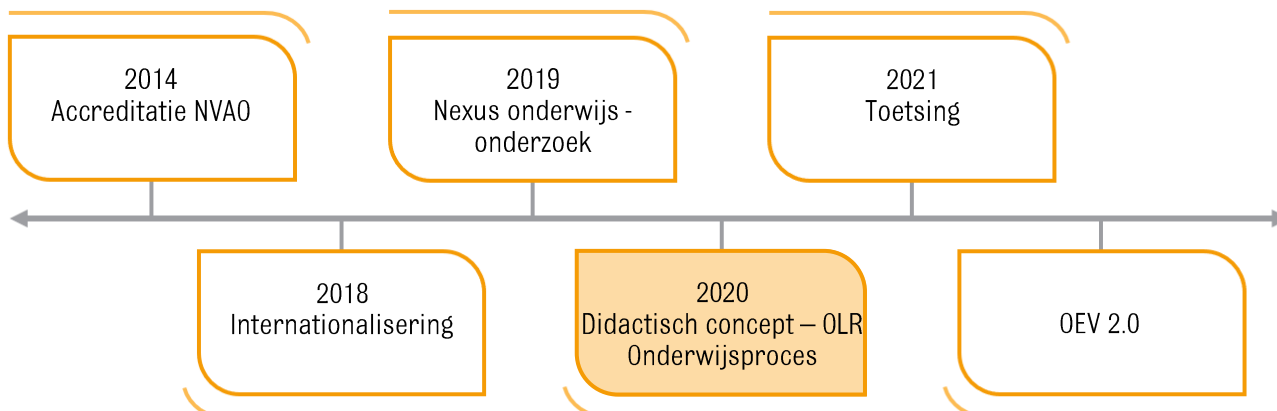 2014
Accreditatie NVAO
2018
Internationalisering
2019
Nexus onderwijs -
onderzoek
2020
Didactisch concept – OLR
Onderwijsproces
2021
Toetsing
OEV 2.0